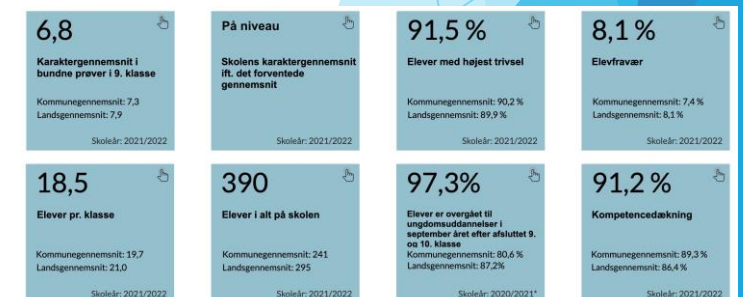 6,8
Karaktergennemsnit i
bundne prøver i 9. klasse
Kommunegennemsnit: 7,3
Landsgennemsnit: 7,9
Skoleår: 2021/2022
På niveau
Skolens karaktergennemsnit
ift. det forventede
gennemsnit
Skoleår: 2021/2022
91,5 %
Elever med højest trivsel
Kommunegennemsnit: 90,2 %
Landsgennemsnit: 89,9 %
Skoleår: 2021/2022
8,1 %
Elevfravær
Kommunegennemsnit: 7,4 %
Landsgennemsnit: 8,1 %
Skoleår: 2021/2022
18,5
Elever pr. klasse
Kommunegennemsnit: 19,7
Landsgennemsnit: 21,0
Skoleår: 2021/2022
390
Elever i alt på skolen
Kommunegennemsnit: 241
Landsgennemsnit: 295
Skoleår: 2021/2022
97,3%
Elever er overgået til
ungdomsuddannelser i
september året efter afsluttet 9.
og 10. klasse
Kommunegennemsnit: 80,6 %
Landsgennemsnit: 87,2%
Skoleår: 2020/2021*
91,2 %
Kompetencedækning
Kommunegennemsnit: 89,3 %
Landsgennemsnit: 86,4 %
Skoleår: 2021/2022